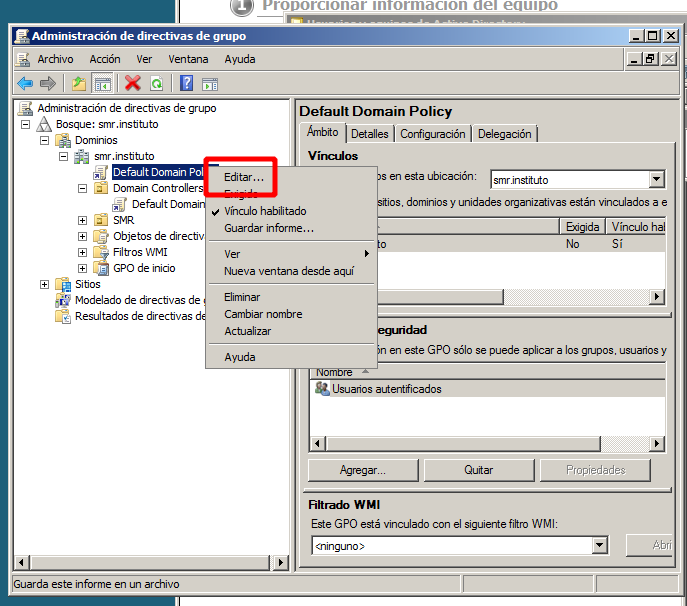 1 Proporcionar información del equipo
Usuarios y equipos de Active Directory
Administración de directivas de grupo
Archivo Acción Ver Ventana Ayuda
Administración de directivas de grupo
Bosque: smr.instituto
Dominios
smr.instituto
Default Domain Pol
Domain Controllers
Default Domain
SMR
Objetos de directiv
Filtros WMI
GPO de inicio
Sitios
Modelado de directivas de g
Resultados de directivas de
Editar...
Exigido
Vínculo habilitado
Guardar informe...
Ver
Nueva ventana desde aquí
Eliminar
Cambiar nombre
Actualizar
Ayuda
Default Domain Policy
Ámbito Detalles Configuración Delegación
Vínculos
os en esta ubicación: smr.instituto
sitios, dominios y unidades organizativas están vinculados a e
Exigida Vínculo hal
to No Sí
eguridad
ón en este GPO sólo se puede aplicar a los grupos, usuarios y
Nombre
Usuarios autentificados
Agregar... Quitar Propiedades
Filtrado WMI
Este GPO está vinculado con el siguiente filtro WMI:
<ninguno> Abri
Guarda este informe en un archivo